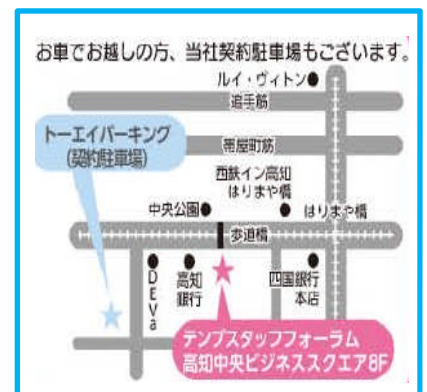 お車でお越しの方、当社契約駐車場もございます。
ルイ・ヴィトン●
追手筋
トーエイパーキング
(契約駐車場)
帯屋町筋
西鉄イン高知
はりまや橋
中央公園●
●
はりまや橋
歩道橋
DEVa
高知
銀行
四国銀行
本店
テンプスタッフフォーラム
高知中央ビジネススクエア8F